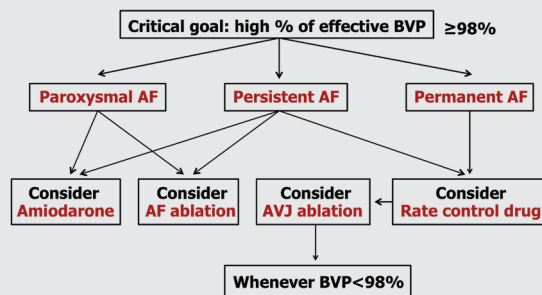 Critical goal: high % of effective BVP
≥98%
Paroxysmal AF
Persistent AF
Permanent AF
Consider
Amiodarone
Consider
AF ablation
Consider
AVJ ablation
Consider
Rate control drug
Whenever BVP<98%